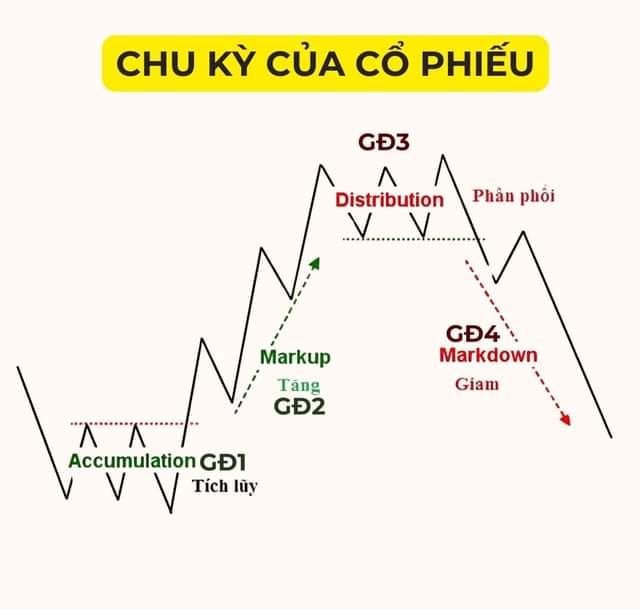 CHU KỲ CỦA CỔ PHIẾU
GĐ3
Distribution
Phân phối
GĐ4
Markdown
Giam
Markup
Tăng
GĐ2
Accumulation GĐ1
Tích lũy